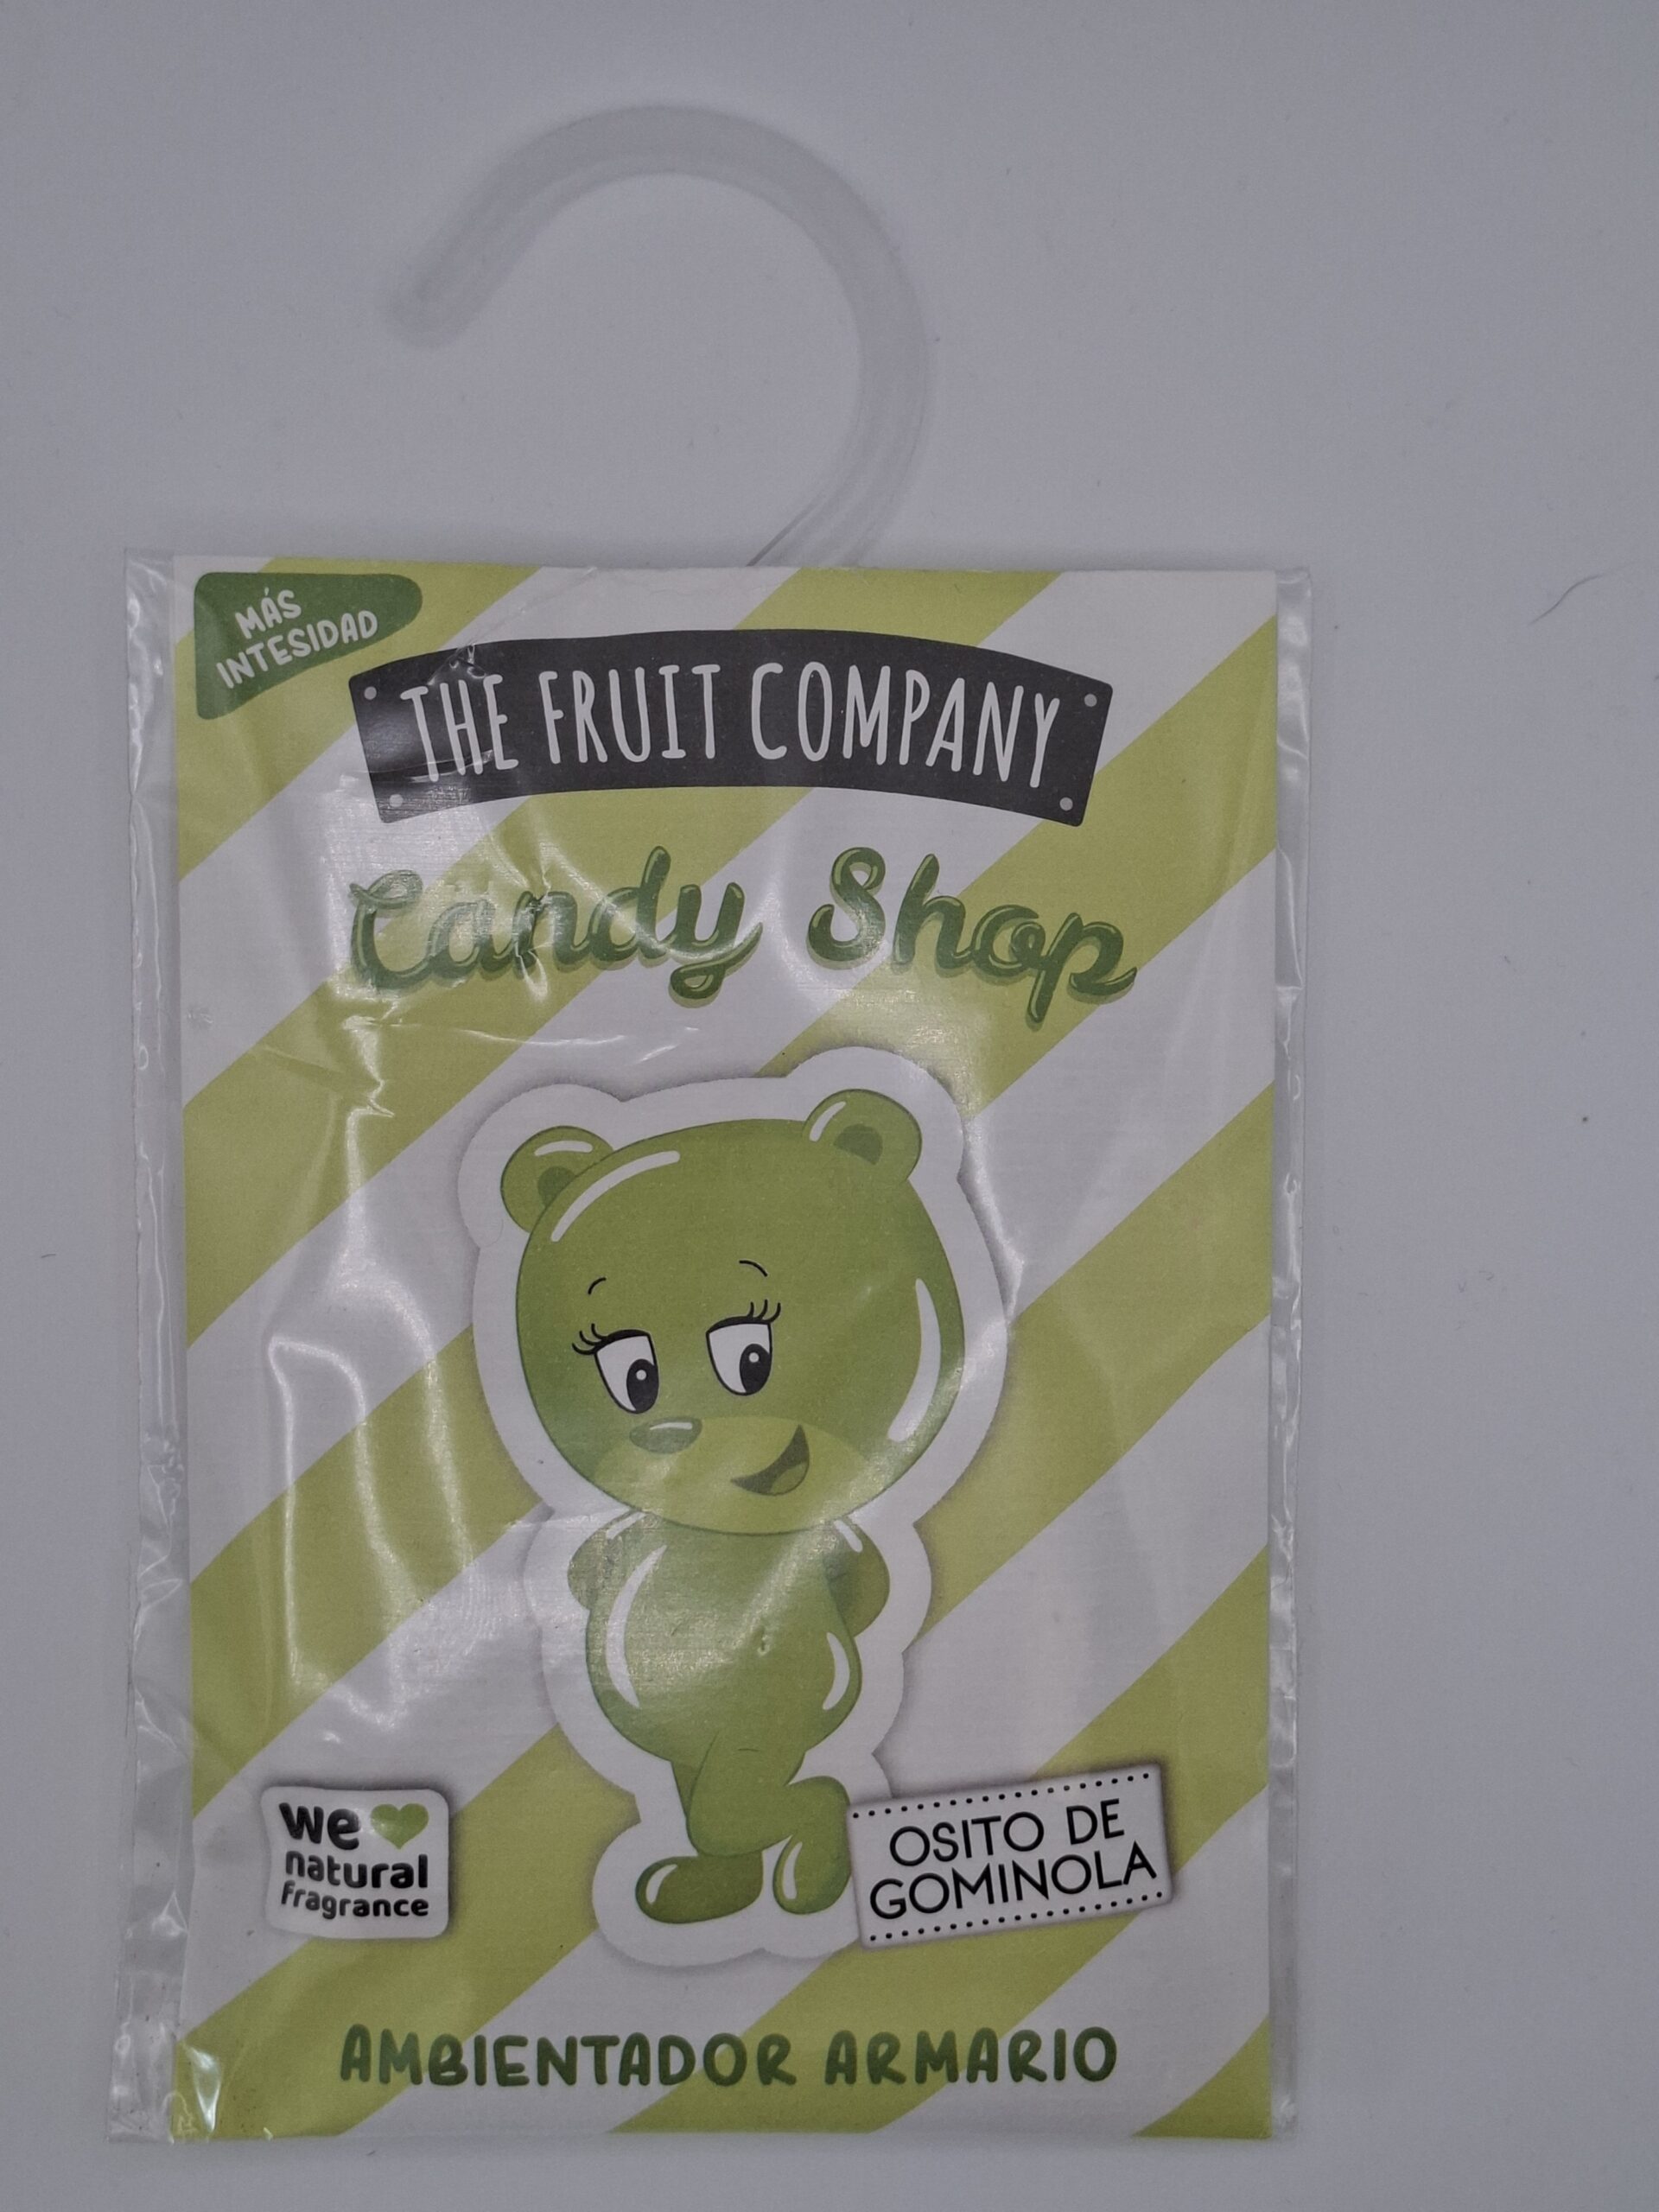 MÁS
INTESIDAD
THE FRUIT COMPANY
Candy Shop
we
natural
fragrance
OSITO DE
GOMINOLA
AMBIENTADOR ARMARIO